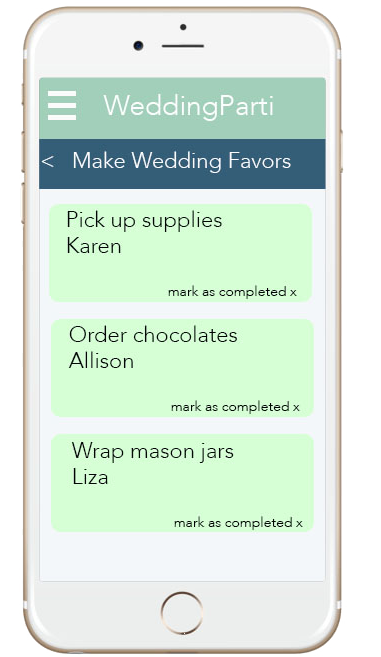 WeddingParti
< Make Wedding Favors
Pick up supplies
Karen
mark as completed x
Order chocolates
Allison
mark as completed x
Wrap mason jars
Liza
mark as completed x